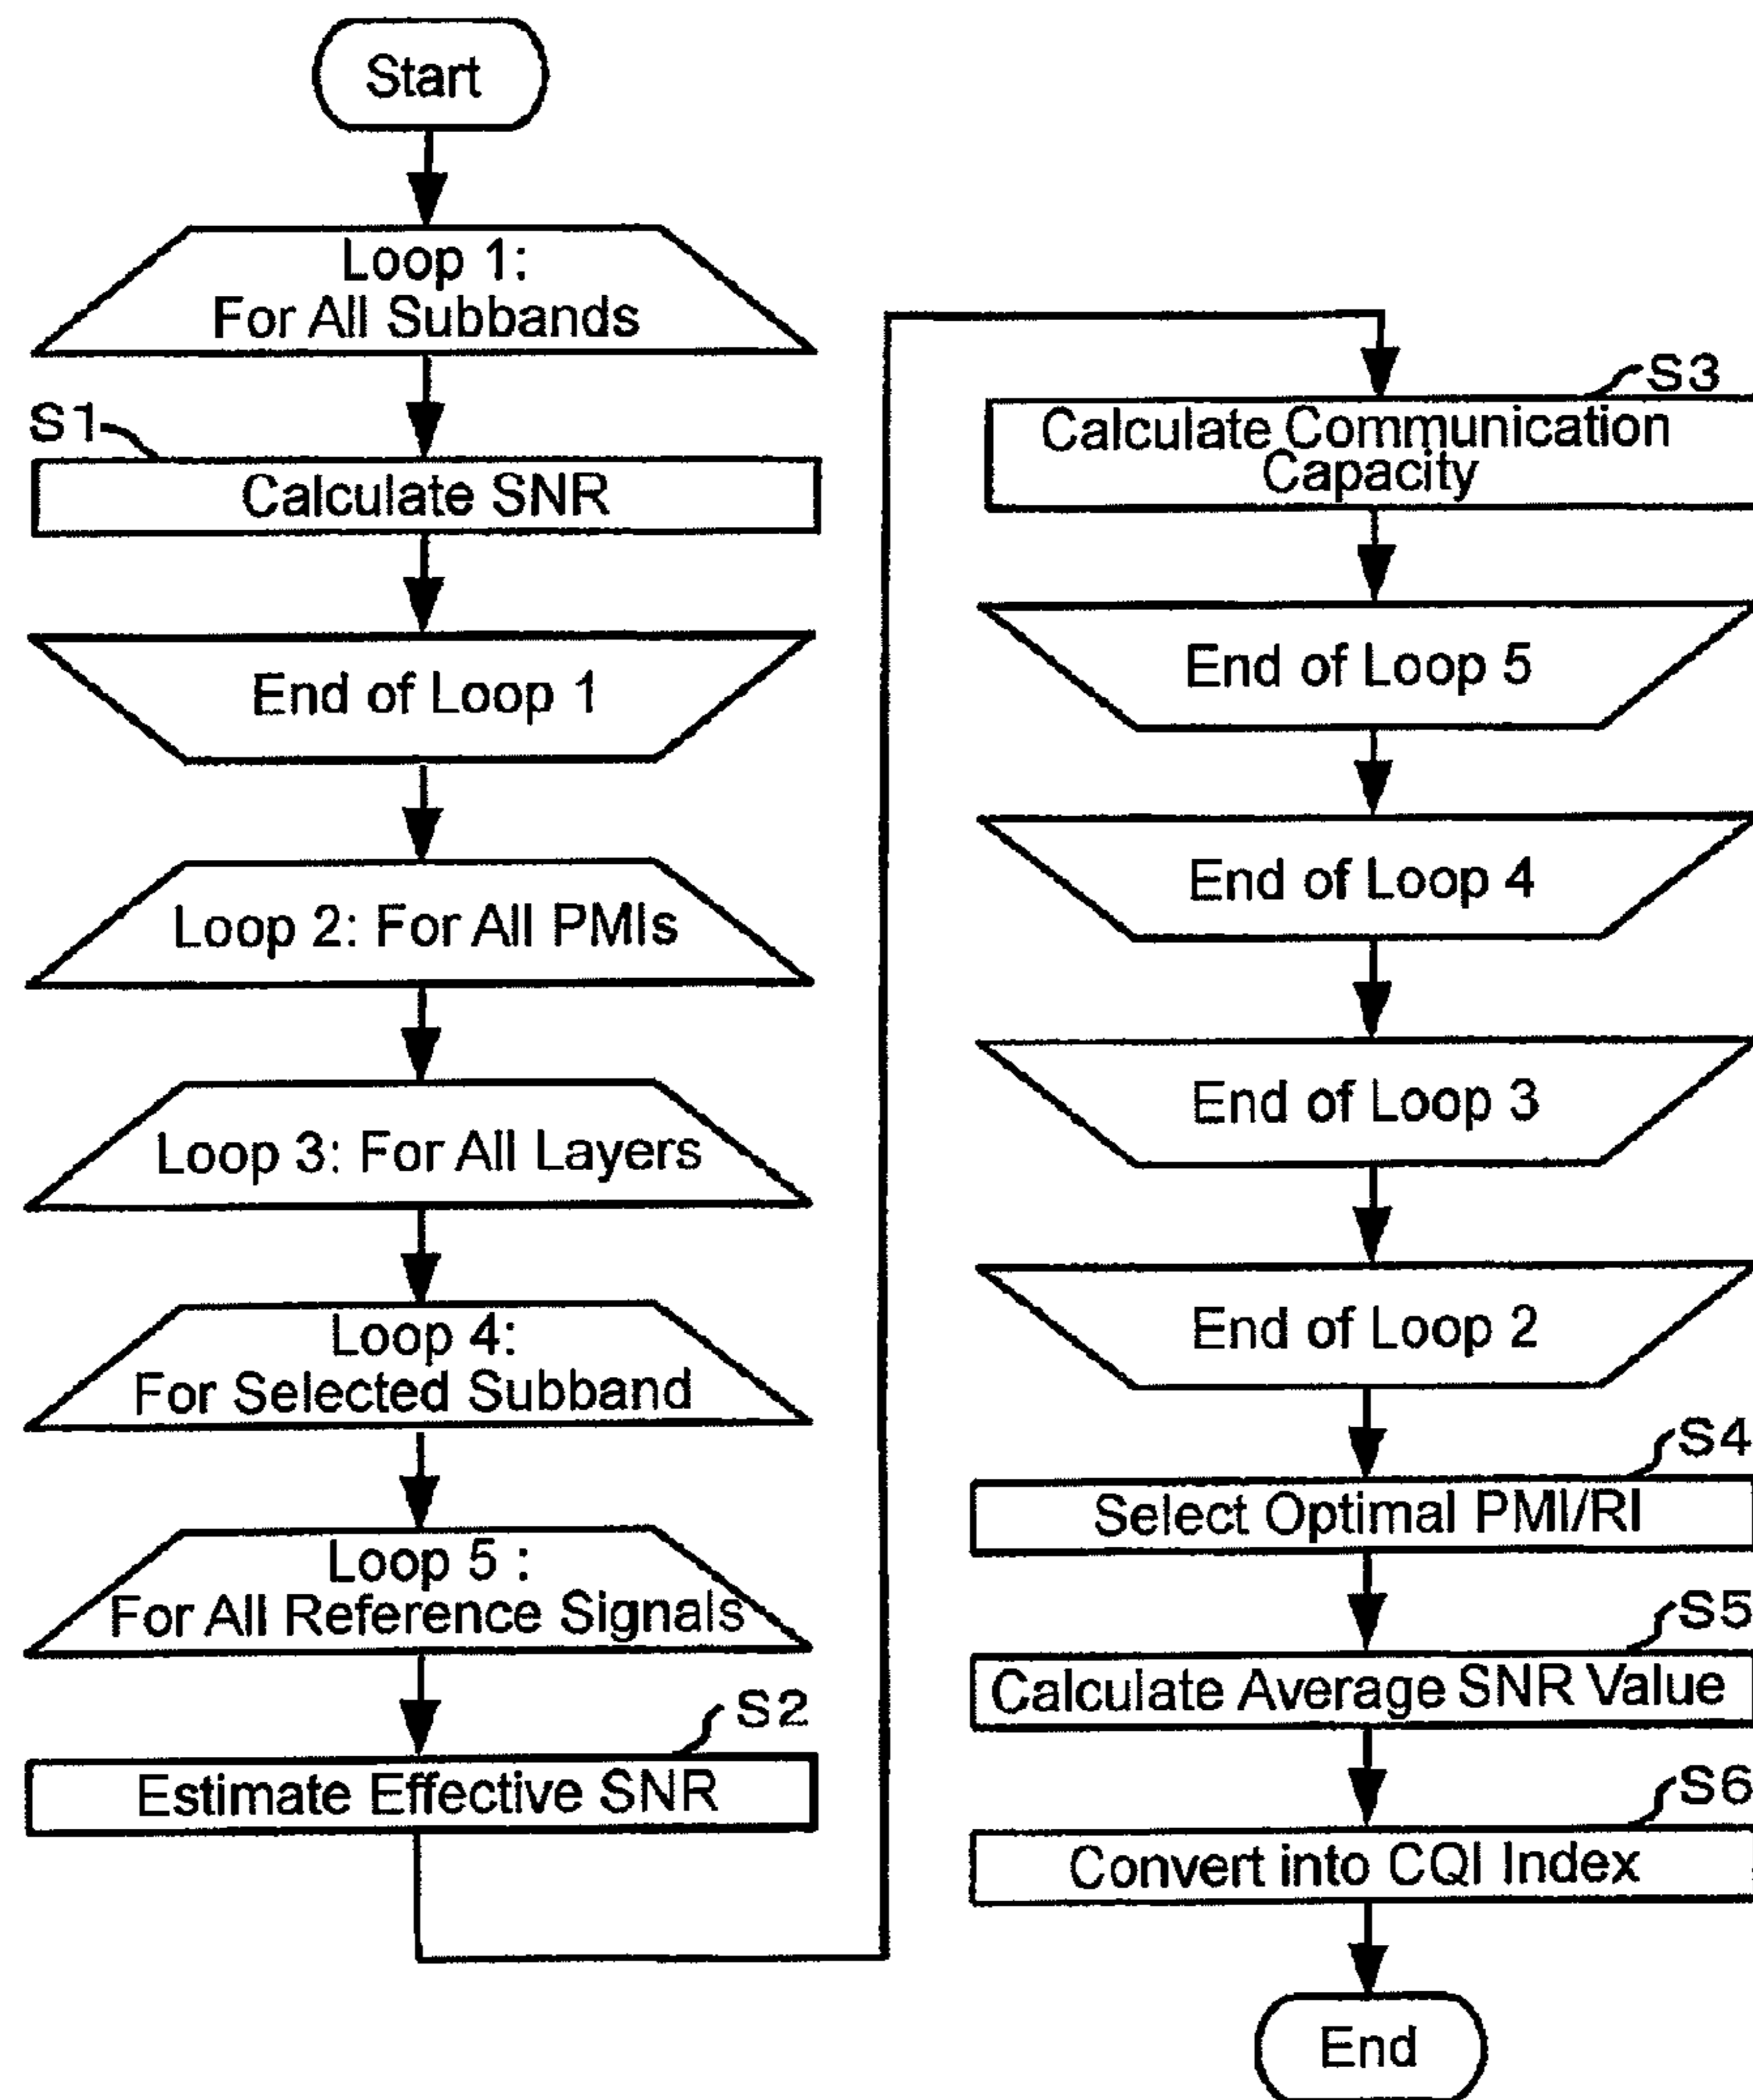 Start
Loop 1:
For All Subbands
S1
Calculate SNR
End of Loop 1
Loop 2: For All PMIs
Loop 3: For All Layers
Loop 4:
For Selected Subband
Loop 5 :
For All Reference Signals
S2
Estimate Effective SNR
S3
Calculate Communication
Capacity
End of Loop 5
End of Loop 4
End of Loop 3
End of Loop 2
S4
Select Optimal PMI/RI
S5
Calculate Average SNR Value
S6
Convert into CQI Index
End